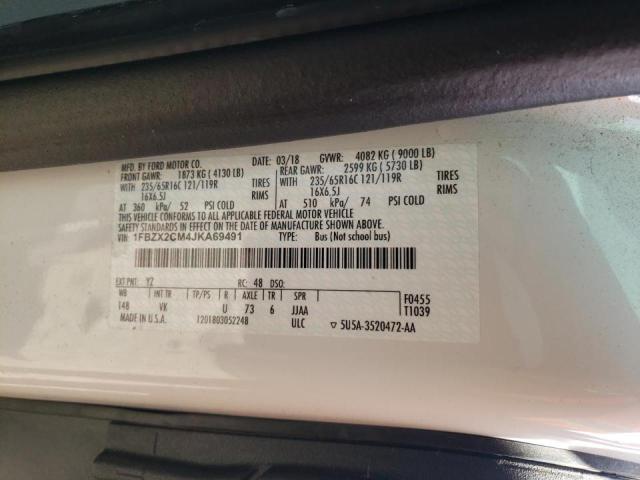 MFD. BY FORD MOTOR CO.
DATE: 03/18 GVWR: 4082 KG ( 9000 LB)
FRONT GAWR: 1873 KG ( 4130 LB)
REAR GAWR: 2599 KG ( 5730 LB)
WITH 235/65R16C 121/119R TIRES
WITH 235/65R16C 121/119R TIRES
16X6.5J RIMS
16X6.5J RIMS
AT 360 kPa/ 52 PSI COLD
AT 510 kPa/ 74 PSI COLD
THIS VEHICLE CONFORMS TO ALL APPLICABLE FEDERAL MOTOR VEHICLE
SAFETY STANDARDS IN EFFECT ON THE DATE OF MANUFACTURE SHOWN ABOVE.
VIN: 1FBZX2CM4JKA69491 TYPE: Bus (Not school bus)
EXT PNT: YZ RC: 48 DSO:
WB INT TR TP/PS R AXLE TR SPR
148 VK U 73 6 JJAA
F0455
T1039
MADE IN U.S.A. 1201803052248 ULC ▽ 5U5A-3520472-AA